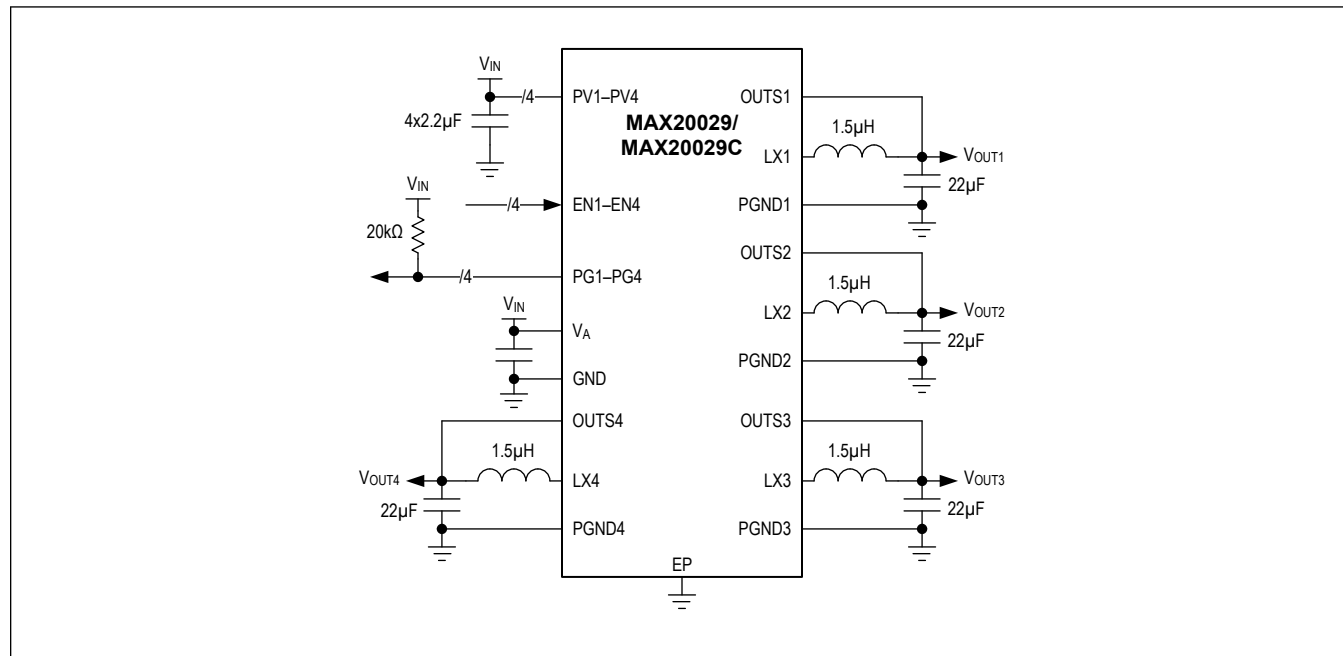 VIN
/4
PV1–PV4
4x2.2µF
VIN
20kΩ
/4
EN1–EN4
/4
PG1–PG4
VIN
VA
GND
OUTS4
1.5µH
VOUT4
LX4
22µF
PGND4
MAX20029/
MAX20029C
EP
OUTS1
1.5µH
LX1
VOUT1
22µF
PGND1
OUTS2
1.5µH
LX2
VOUT2
22µF
PGND2
OUTS3
1.5µH
LX3
VOUT3
22µF
PGND3